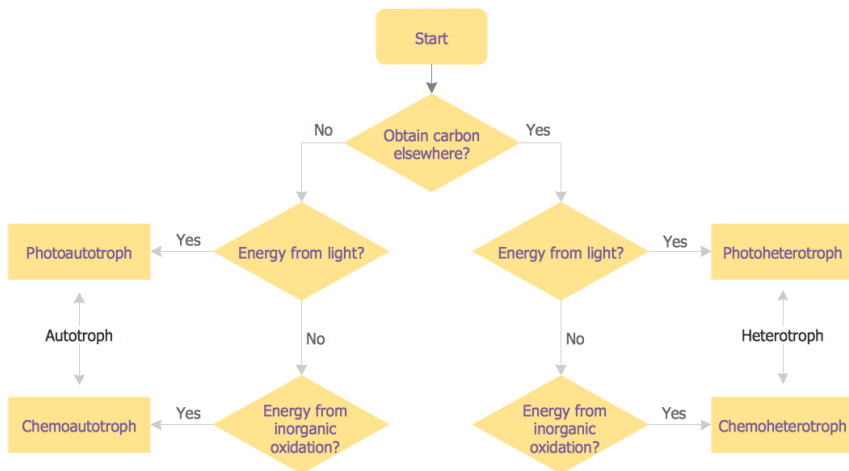 Start
No
Yes
Obtain carbon
elsewhere?
Photoautotroph
Yes
Energy from light?
Energy from light?
Yes
Photoheterotroph
Autotroph
No
No
Heterotroph
Chemoautotroph
Yes
Energy from
inorganic
oxidation?
Energy from
inorganic
oxidation?
Yes
Chemoheterotroph